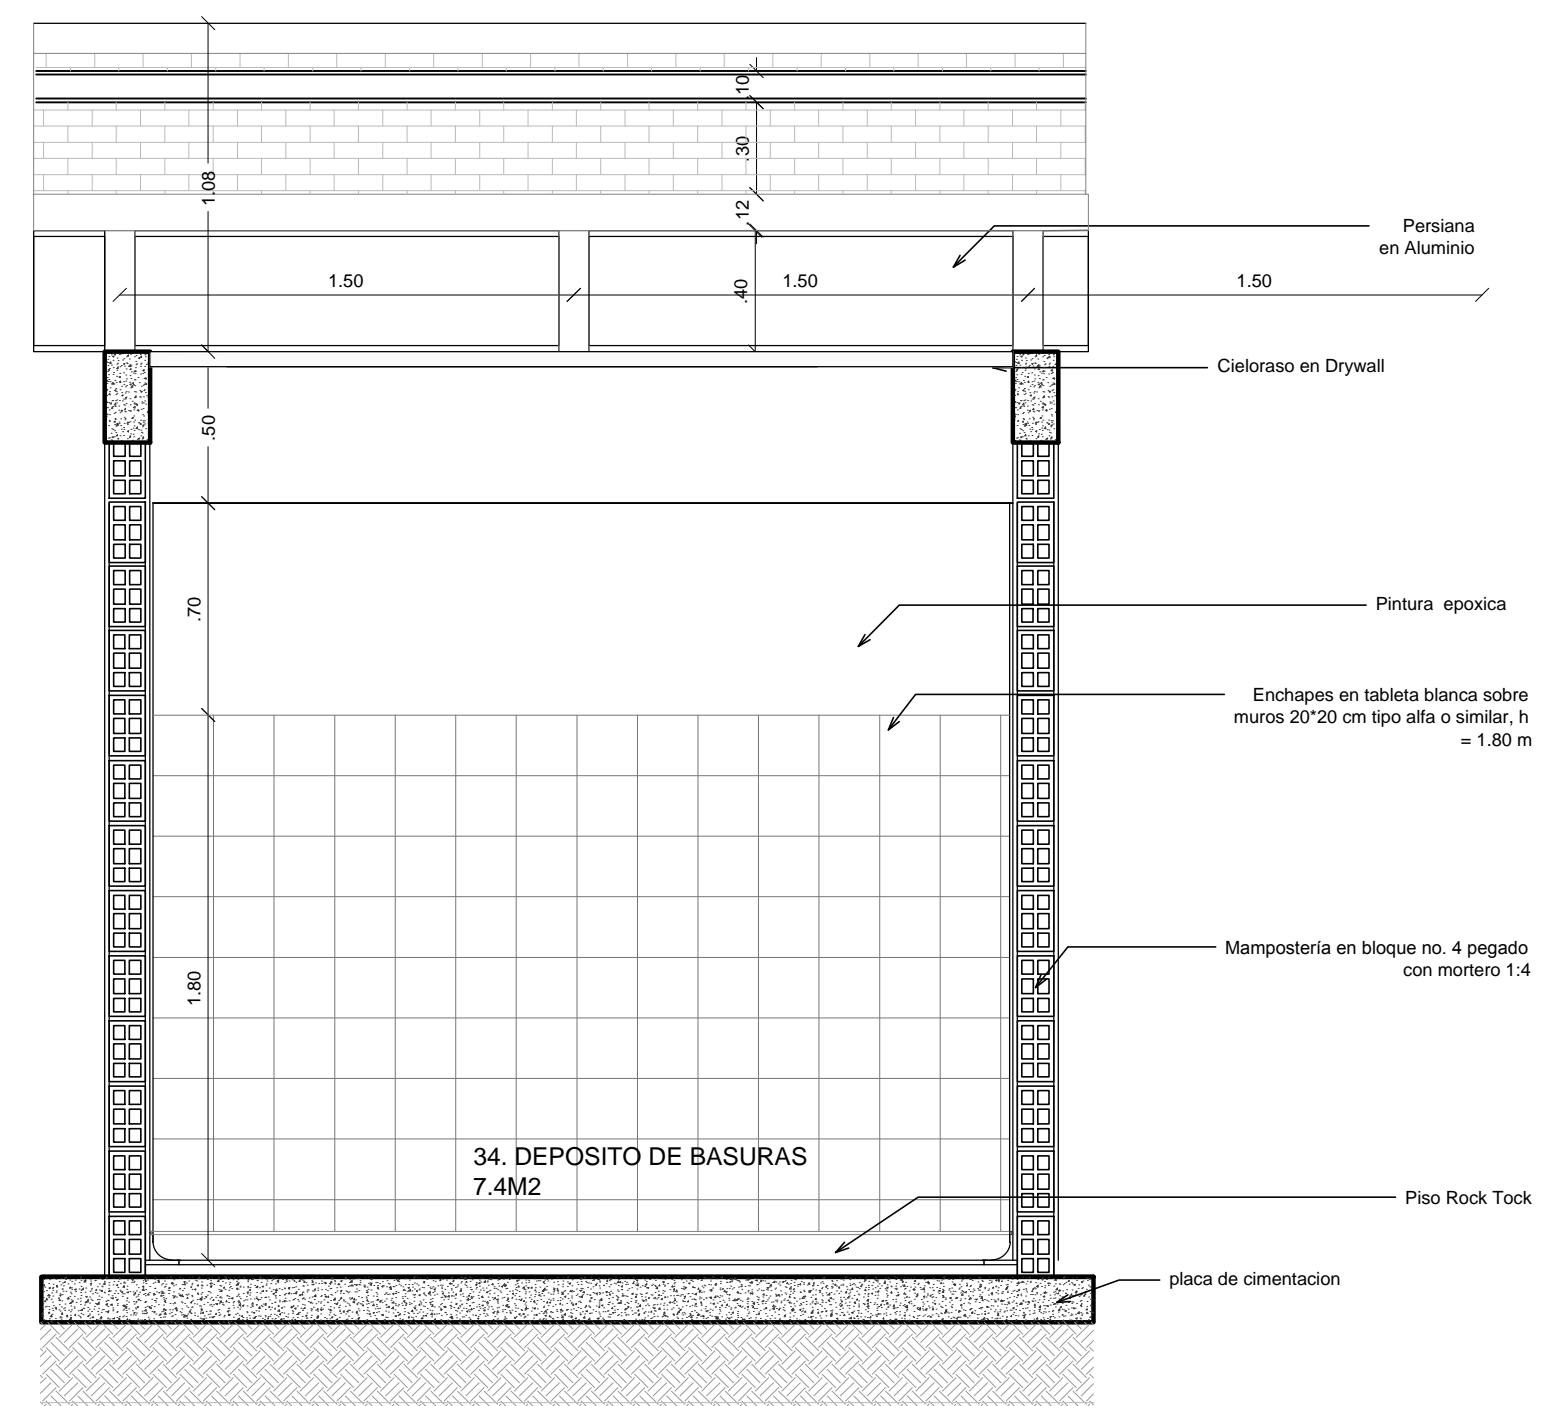 .10
.30
1.08
.12
Persiana
en Aluminio
1.50
.40
1.50
1.50
Cieloraso en Drywall
.50
.70
Pintura epoxica
Enchapes en tableta blanca sobre
muros 20*20 cm tipo alfa o similar, h
= 1.80 m
Mampostería en bloque no. 4 pegado
con mortero 1:4
1.80
34. DEPOSITO DE BASURAS
7.4M2
Piso Rock Tock
placa de cimentacion